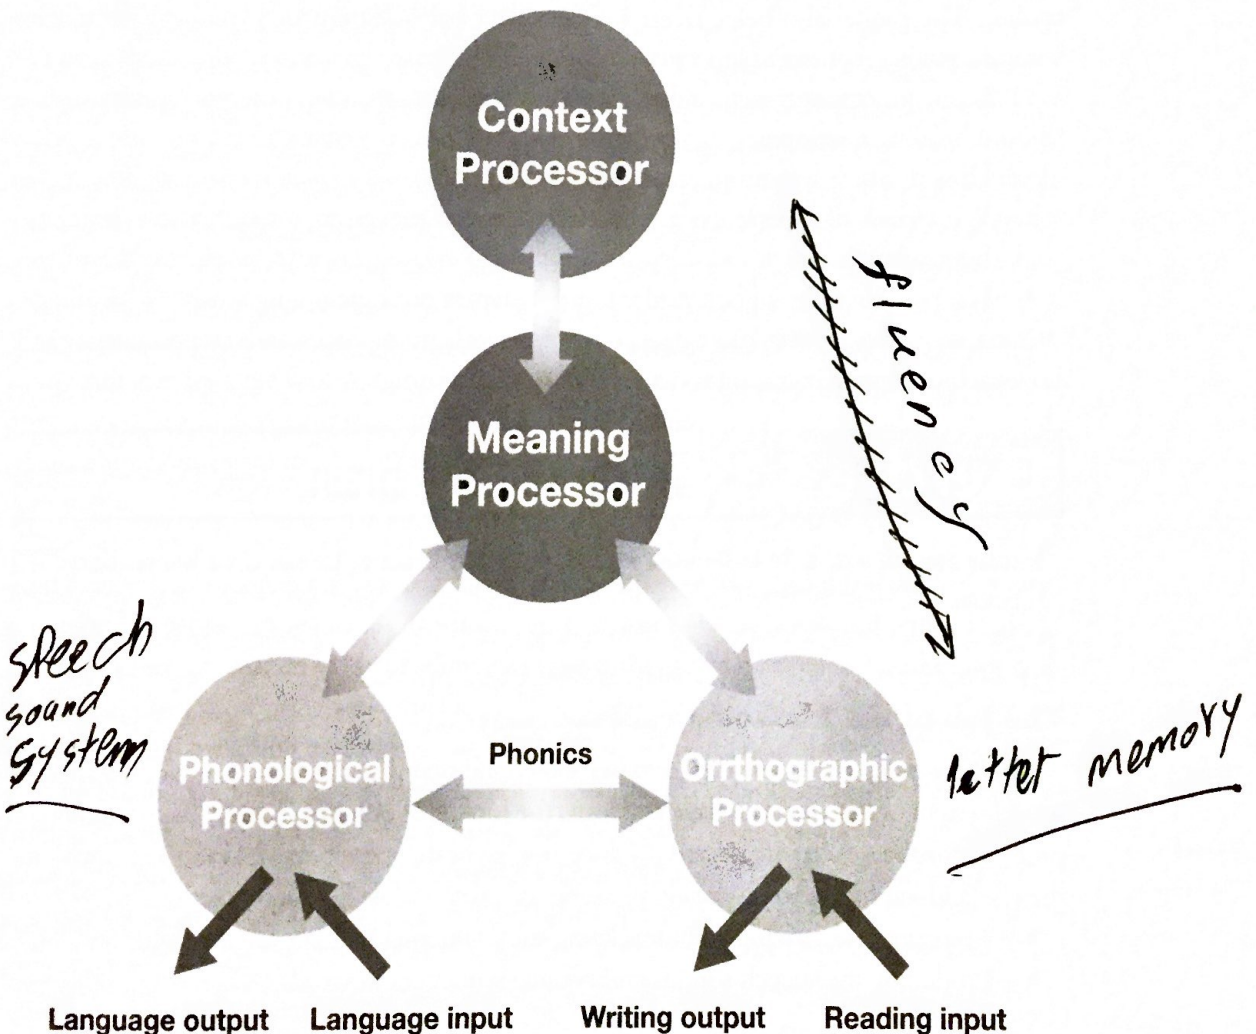 Context
Processor
fluency
Meaning
Processor
speech
sound
system
Phonological
Processor
Phonics
Orrthographic
Processor
letter memory
Language output
Language input
Writing output
Reading input